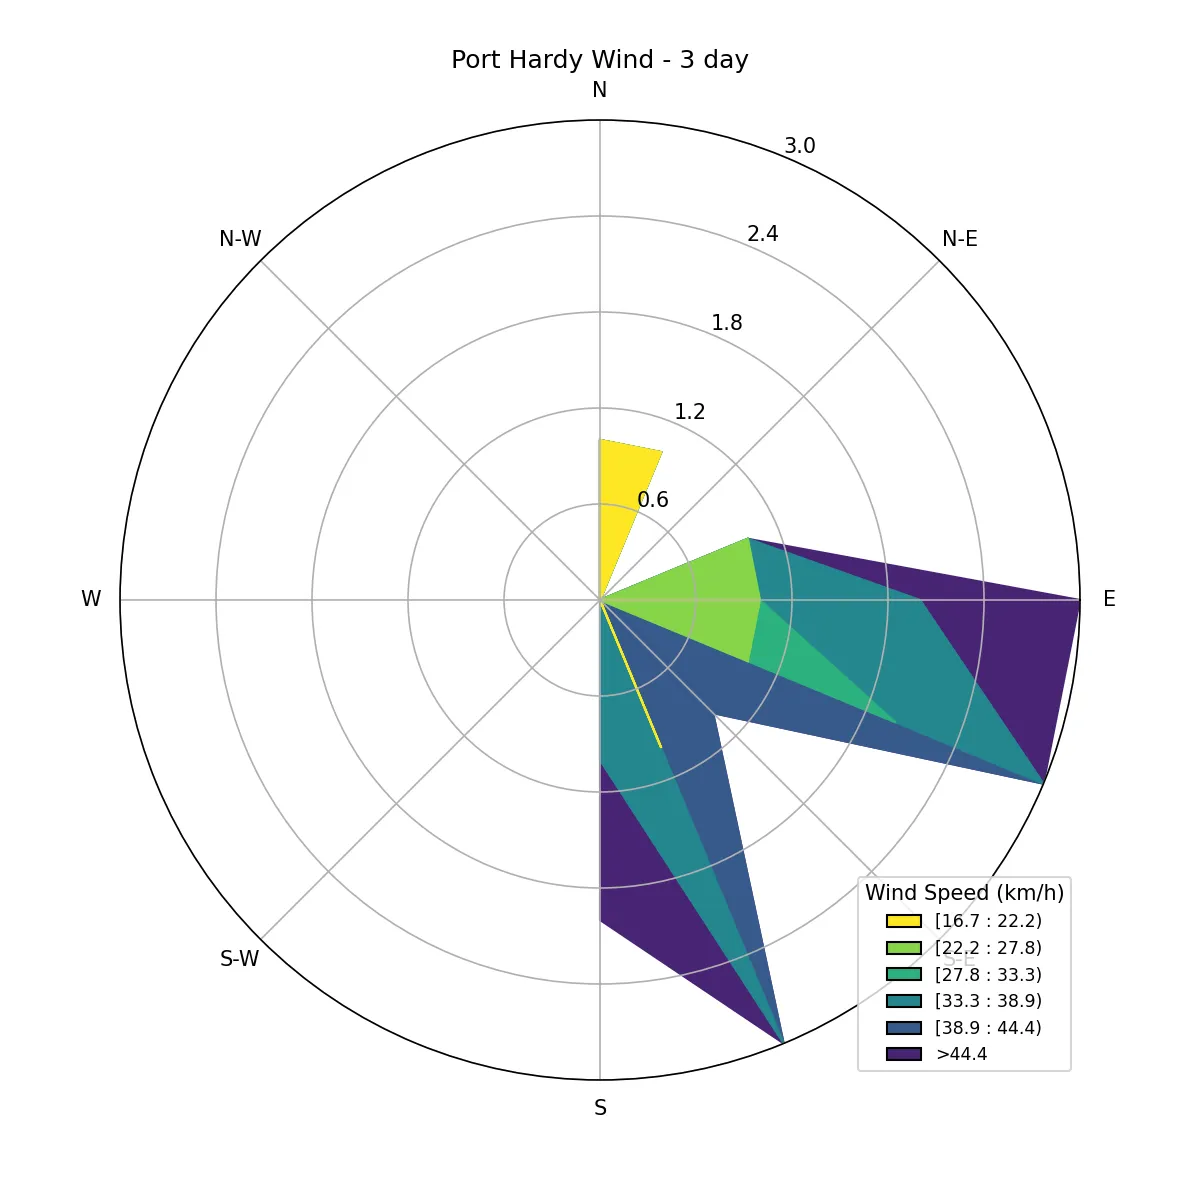 Port Hardy Wind - 3 day
N
3.0
N-W
N-E
2.4
1.8
1.2
0.6
W
E
Wind Speed (km/h)
[16.7 : 22.2)
[22.2 : 27.8)
S-W
S-E
[27.8 : 33.3)
[33.3 : 38.9)
[38.9 : 44.4)
>44.4
S